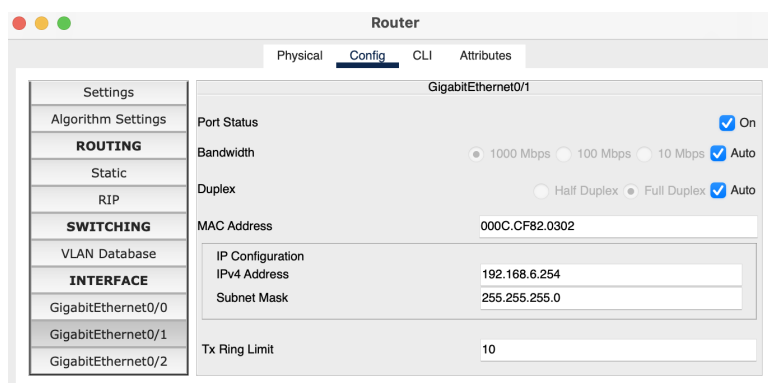 Router
Physical Config CLI Attributes
Settings
Algorithm Settings
ROUTING
Static
RIP
SWITCHING
VLAN Database
INTERFACE
GigabitEthernet0/0
GigabitEthernet0/1
GigabitEthernet0/2
GigabitEthernet0/1
Port Status On
Bandwidth 1000 Mbps 100 Mbps 10 Mbps Auto
Duplex Half Duplex Full Duplex Auto
MAC Address 000C.CF82.0302
IP Configuration
IPv4 Address 192.168.6.254
Subnet Mask 255.255.255.0
Tx Ring Limit 10